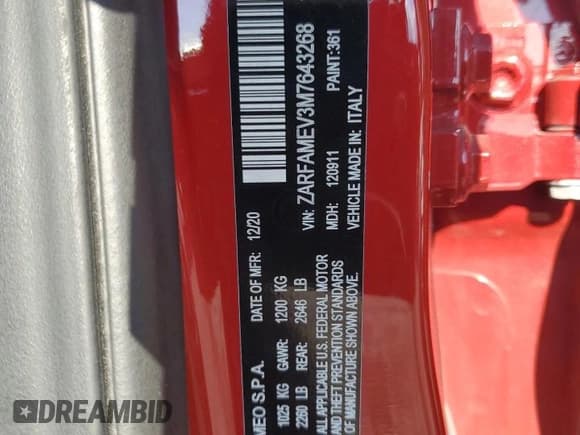 MEO S.P.A. DATE OF MFR: 12/20
1025 KG GAWR: 1200 KG
2260 LB REAR: 2646 LB
ALL APPLICABLE U.S. FEDERAL MOTOR
AND THEFT PREVENTION STANDARDS
OF MANUFACTURE SHOWN ABOVE.
VIN: ZARFAMEV3M7643268
MDH: 120911 PAINT:361
VEHICLE MADE IN: ITALY
DREAMBID